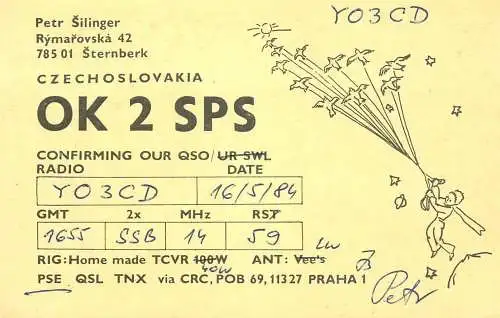 Petr Šilinger
YO3CD
Rýmařovská 42
785 01 Šternberk
CZECHOSLOVAKIA
OK 2 SPS
CONFIRMING OUR QSO/UR SWL
RADIO DATE
YO3CD 16/5/84
GMT 2x MHz RST
1655 SSB 14 59
RIG: Home made TCVR 100W ANT: Vee's LW
40W
PSE QSL TNX via CRC, POB 69, 113 27 PRAHA 1
73
Petr